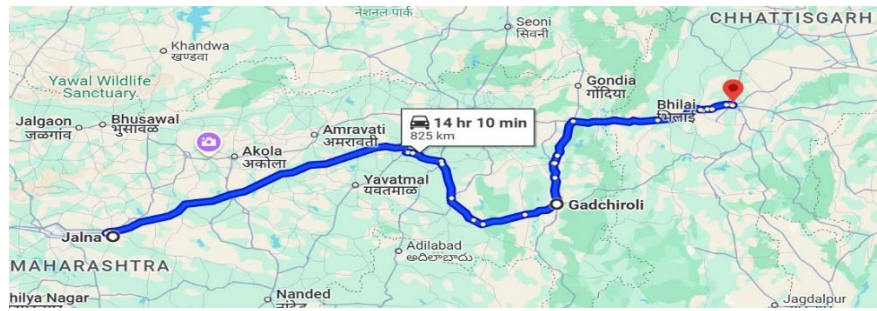 नेशनल पार्क
Seoni
सिवनी
CHHATTISGARH
Khandwa
खण्डवा
Yawal Wildlife
Sanctuary
Gondia
गोंदिया
Jalgaon
जळगांव
Bhusawal
भुसावळ
Amravati
अमरावती
14 hr 10 min
825 km
Bhilai
भिलाई
Akola
अकोला
Yavatmal
यवतमाळ
Gadchiroli
Jalna
Adilabad
ఆదిలాబాదు
MAHARASHTRA
hilya Nagar
Nanded
Jagdalpur